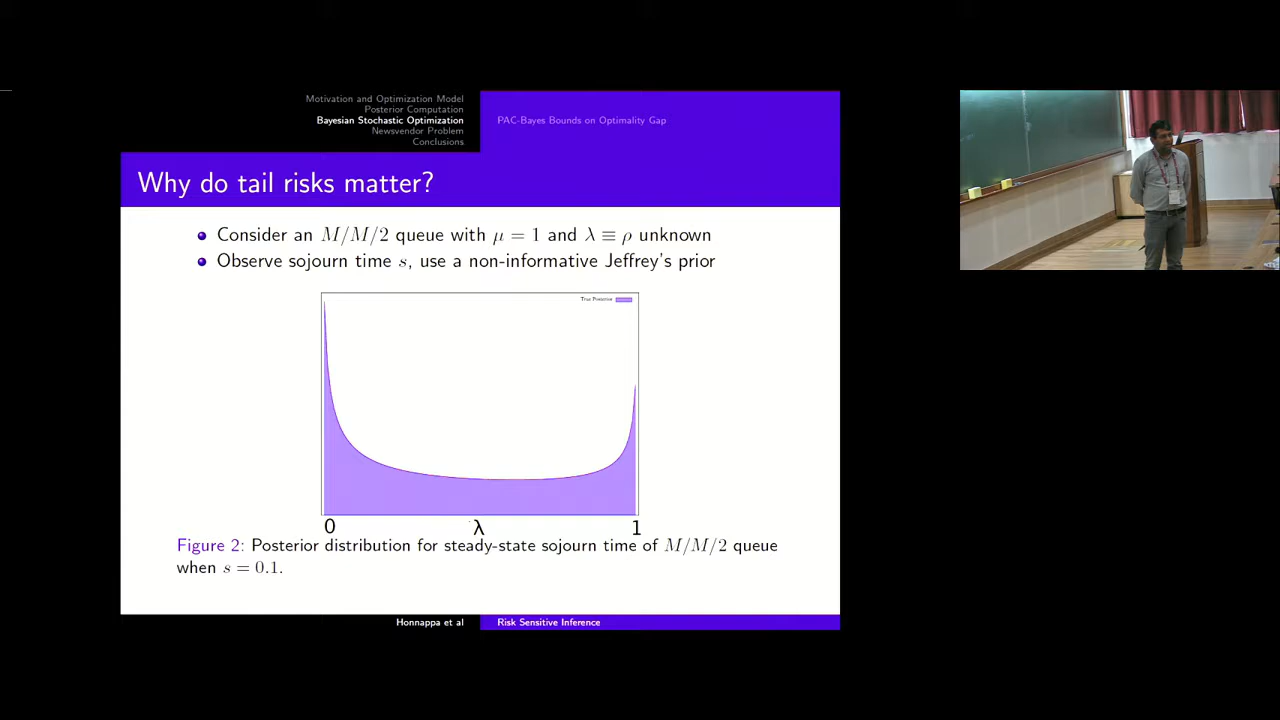 Motivation and Optimization Model
Posterior Computation
Bayesian Stochastic Optimization
Newsvendor Problem
Conclusions
PAC-Bayes Bounds on Optimality Gap
Why do tail risks matter?
Consider an M/M/2 queue with μ = 1 and λ ≡ ρ unknown
Observe sojourn time s, use a non-informative Jeffrey's prior
True Posterior
0 λ 1
Figure 2: Posterior distribution for steady-state sojourn time of M/M/2 queue
when s = 0.1.
Honnappa et al
Risk Sensitive Inference